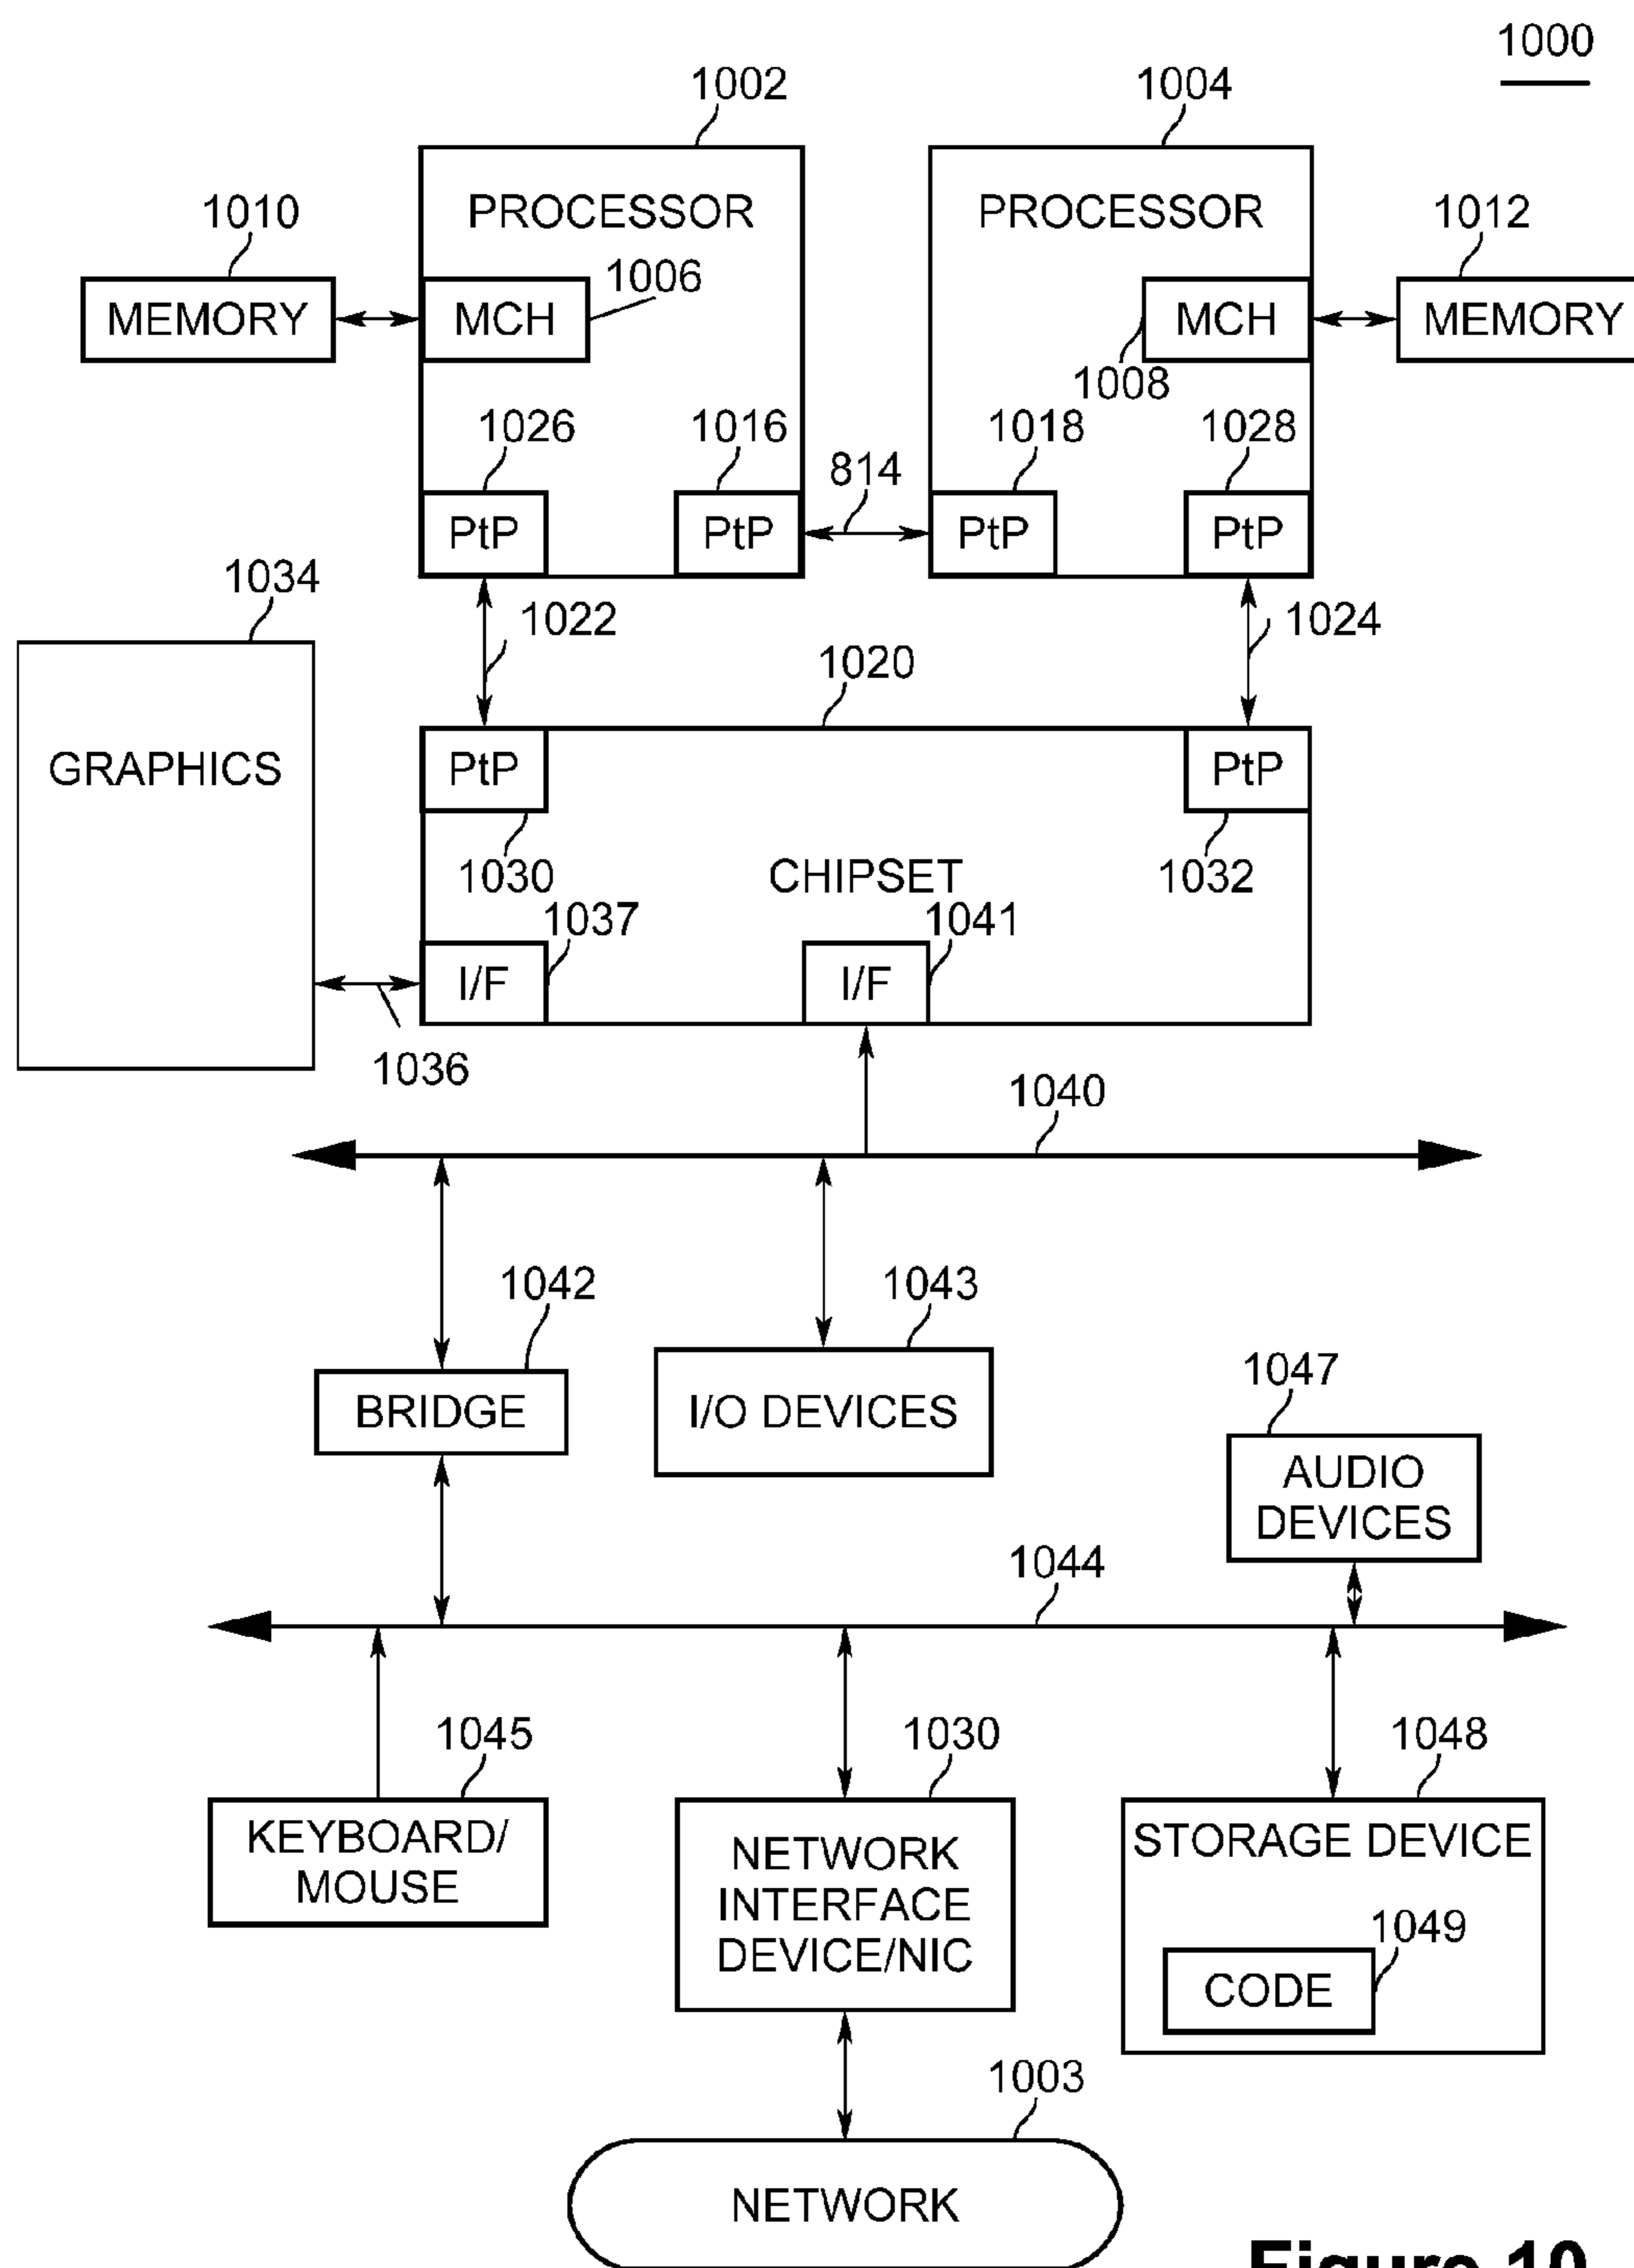 1000
1002
1004
PROCESSOR
PROCESSOR
1010
1012
1006
MEMORY
MCH
MCH
MEMORY
1008
1026
1016
1018
1028
814
PtP
PtP
PtP
PtP
1034
1022
1024
1020
GRAPHICS
PtP
PtP
1030
CHIPSET
1032
1037
1041
I/F
I/F
1036
1040
1042
1043
1047
BRIDGE
I/O DEVICES
AUDIO
DEVICES
1044
1045
1030
1048
KEYBOARD/
MOUSE
NETWORK
INTERFACE
DEVICE/NIC
STORAGE DEVICE
1049
CODE
1003
NETWORK
Figure 10